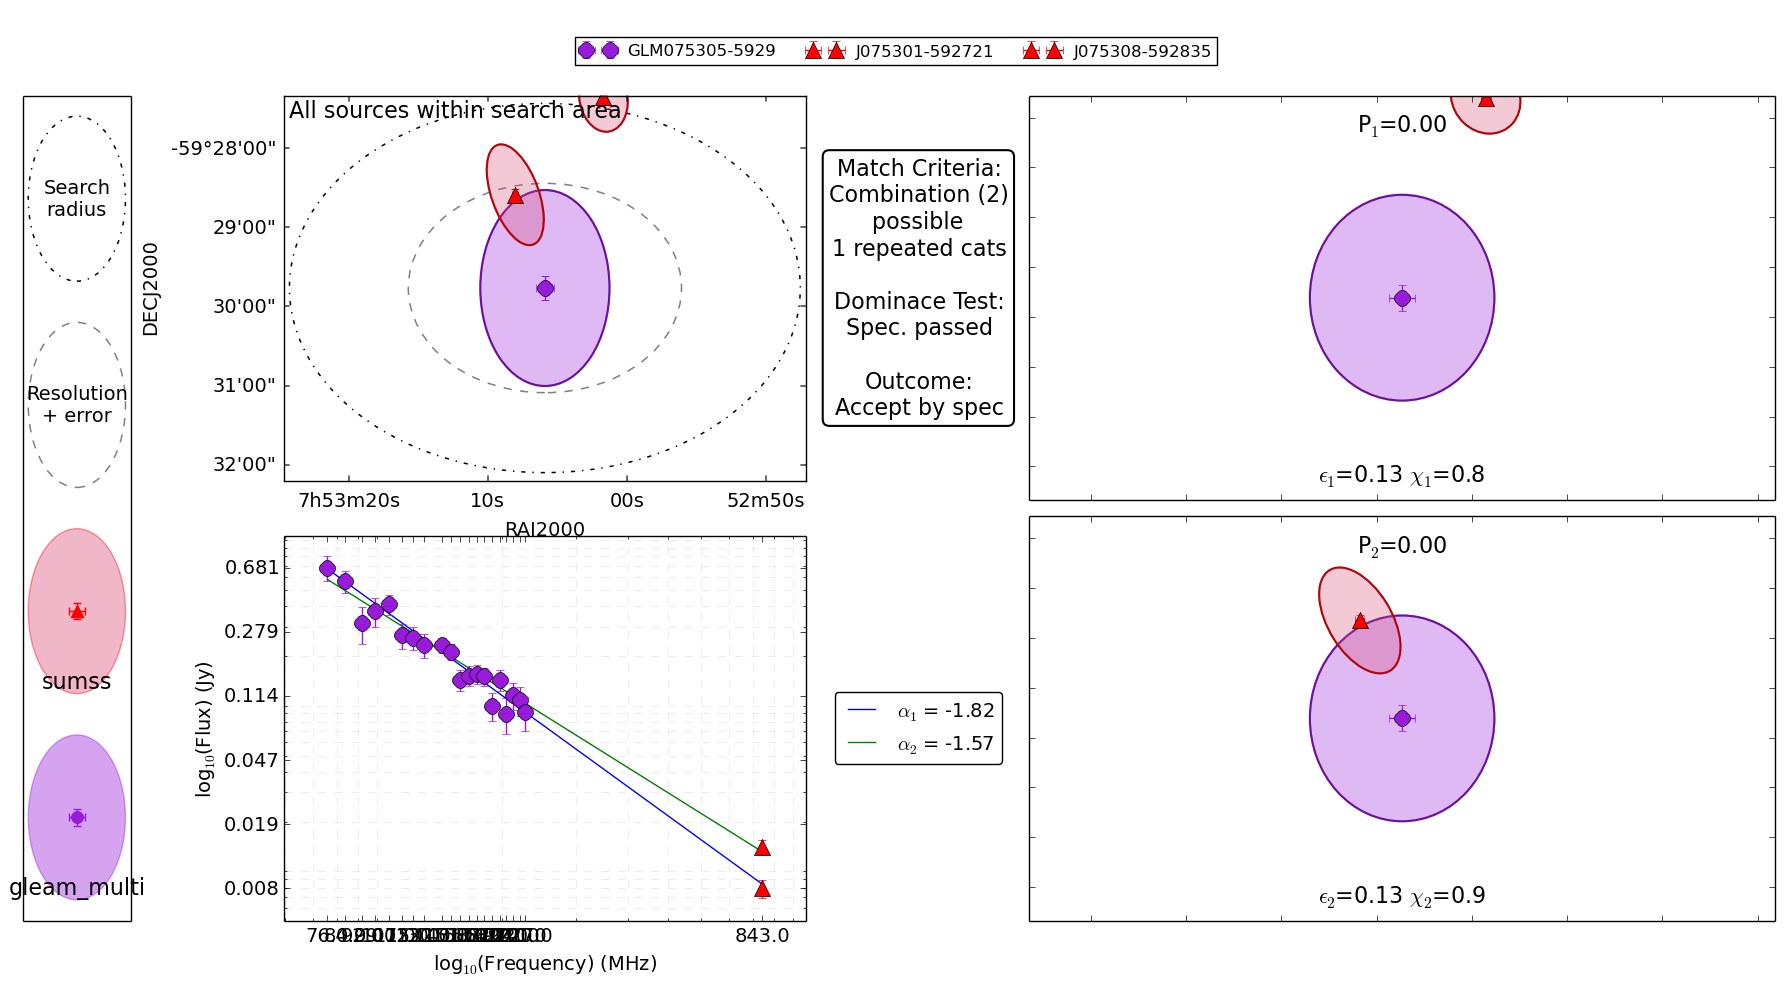 GLM075305-5929
J075301-592721
J075308-592835
Search
radius
Resolution
+ error
sumss
gleam_multi
All sources within search area
DECJ2000
-59°28'00"
29'00"
30'00"
31'00"
32'00"
7h53m20s
10s
00s
52m50s
RAJ2000
Match Criteria:
Combination (2)
possible
1 repeated cats
Dominace Test:
Spec. passed
Outcome:
Accept by spec
P1=0.00
ϵ1=0.13 χ1=0.8
P2=0.00
ϵ2=0.13 χ2=0.9
log10(Flux) (Jy)
0.681
0.279
0.114
0.047
0.019
0.008
843.0
log10(Frequency) (MHz)
α1 = -1.82
α2 = -1.57